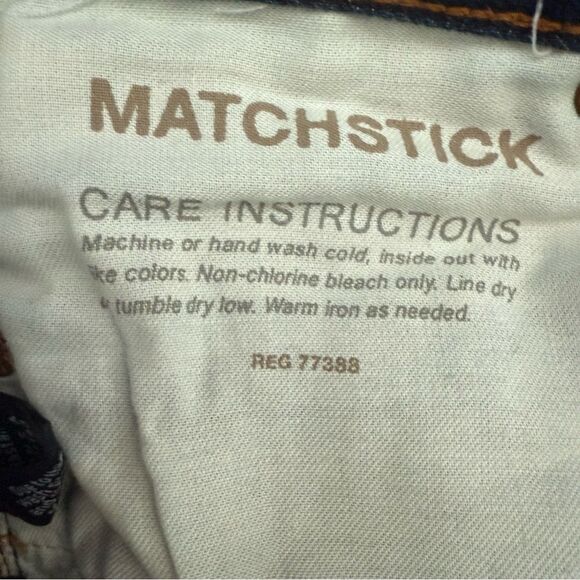 MATCHSTICK
CARE INSTRUCTIONS
Machine or hand wash cold, inside out with
like colors. Non-chlorine bleach only. Line dry
tumble dry low. Warm iron as needed.
REG 77388